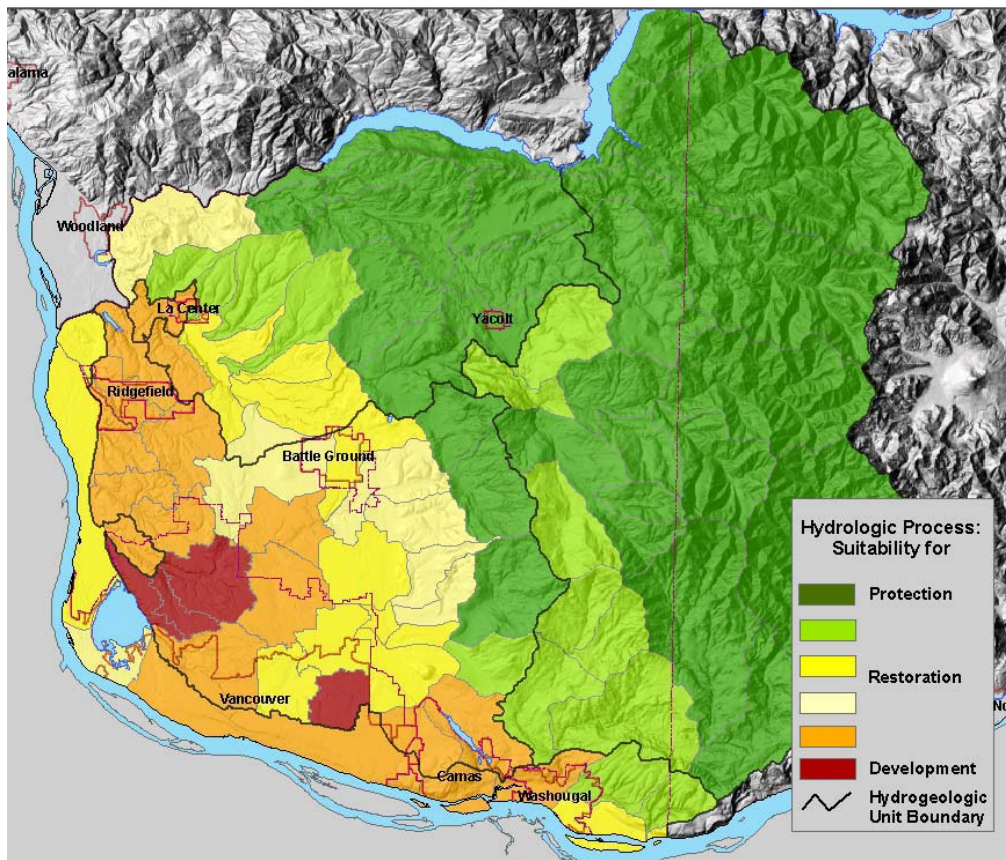 alama
Woodland
La Center
Yacolt
Ridgefield
Battle Ground
Vancouver
Camas
Washougal
No
Hydrologic Process:
Suitability for
Protection
Restoration
Development
Hydrogeologic
Unit Boundary